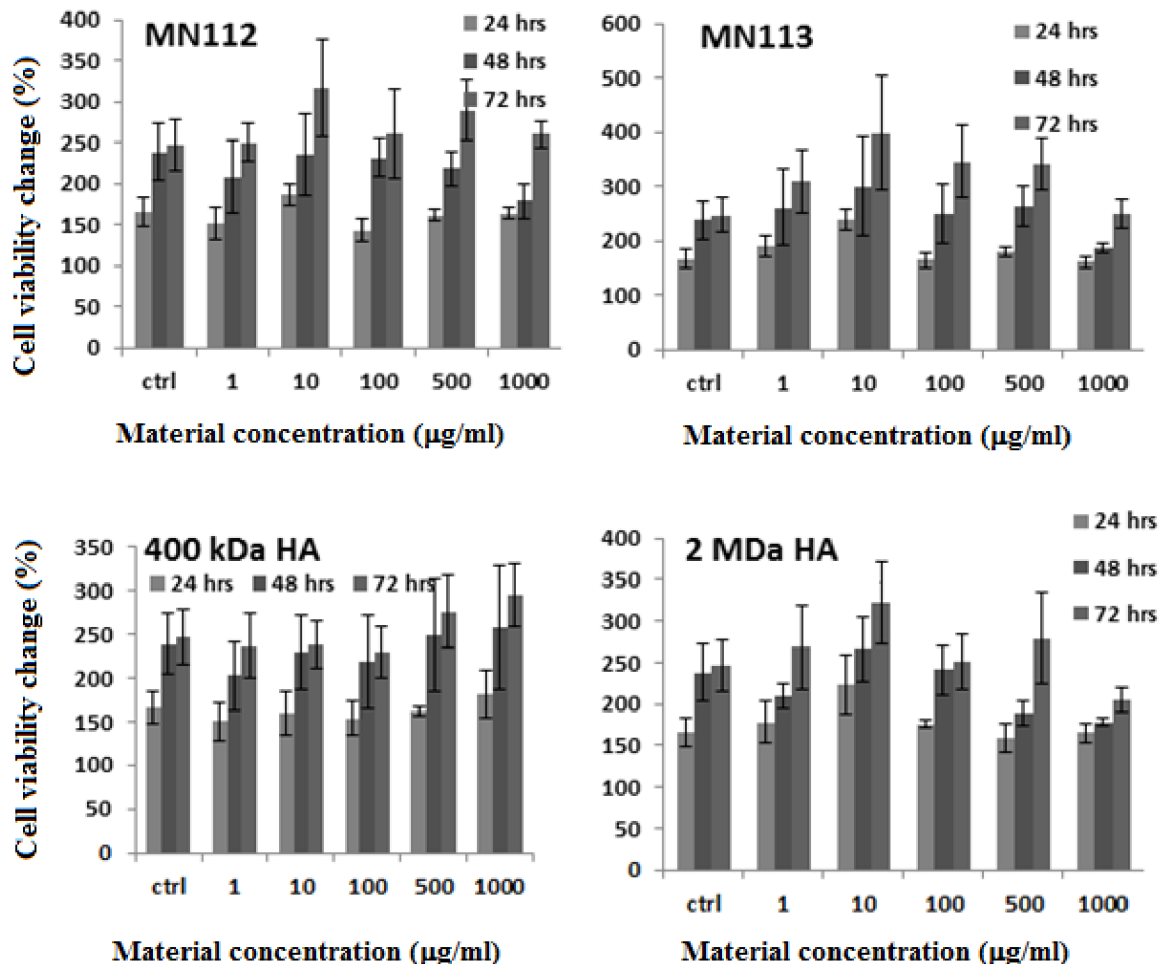 MN112
24 hrs
48 hrs
72 hrs
Cell viability change (%)
400
350
300
250
200
150
100
50
0
ctrl 1 10 100 500 1000
Material concentration (µg/ml)
MN113
24 hrs
48 hrs
72 hrs
600
500
400
300
200
100
0
ctrl 1 10 100 500 1000
Material concentration (µg/ml)
400 kDa HA
24 hrs 48 hrs 72 hrs
Cell viability change (%)
350
300
250
200
150
100
50
0
ctrl 1 10 100 500 1000
Material concentration (µg/ml)
2 MDa HA
24 hrs
48 hrs
72 hrs
400
350
300
250
200
150
100
50
0
ctrl 1 10 100 500 1000
Material concentration (µg/ml)